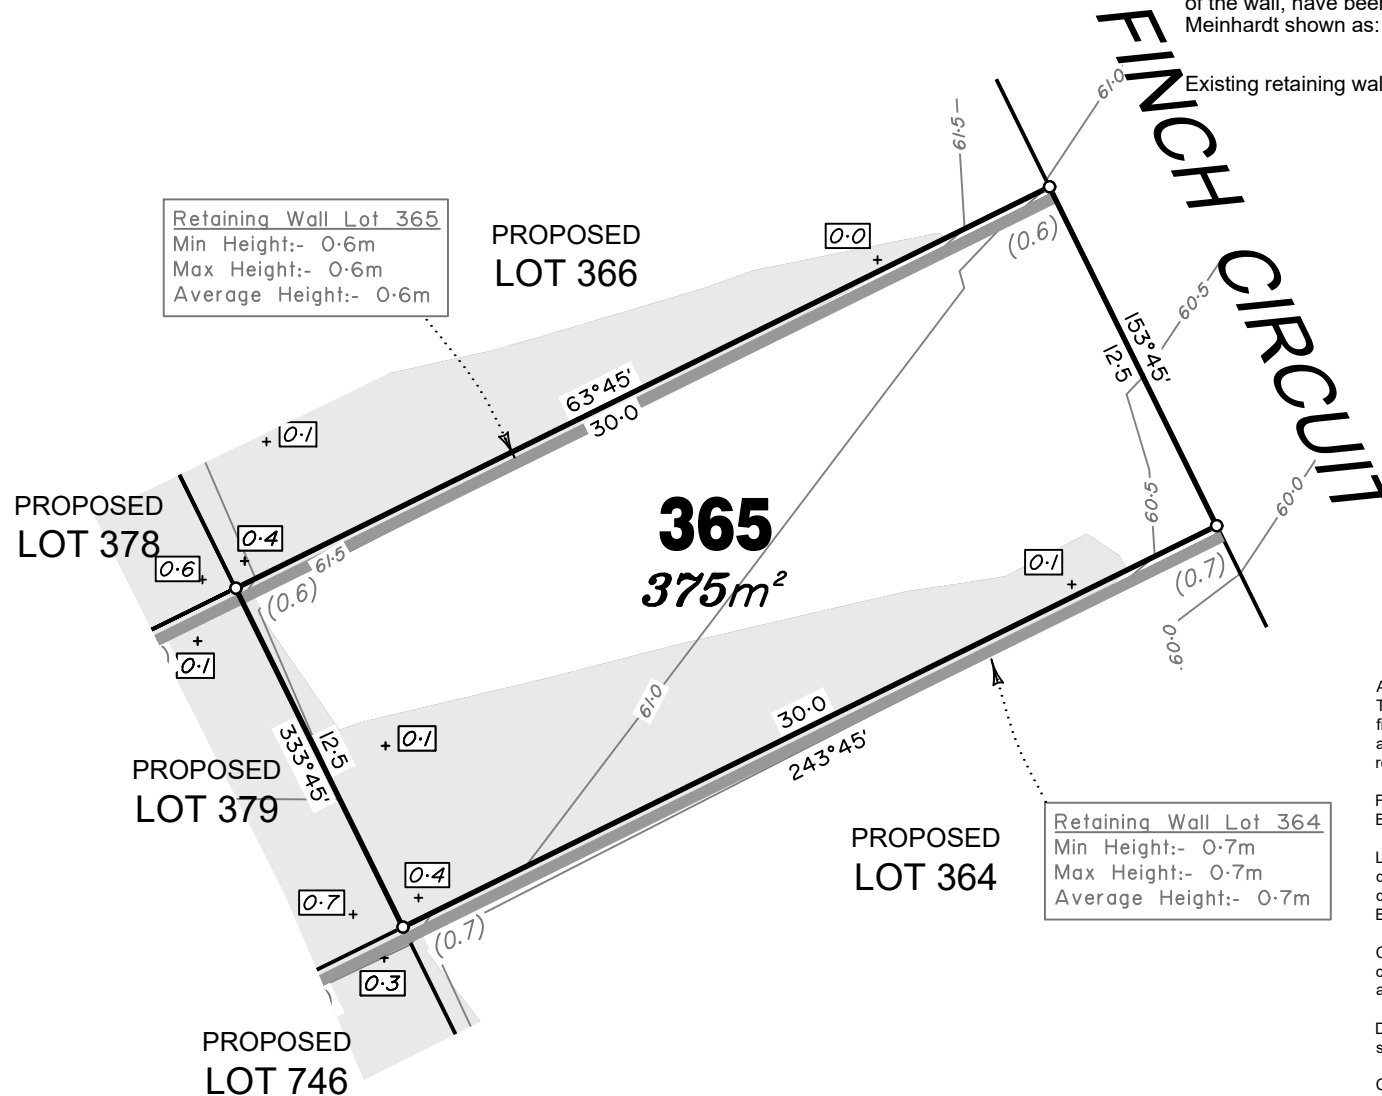 of the wall, have been
Meinhardt shown as:
Existing retaining wal
FINCH CIRCUIT
61·0
61·5
Retaining Wall Lot 365
Min Height:- 0·6m
Max Height:- 0·6m
Average Height:- 0·6m
PROPOSED
LOT 366
0·0
(0.6)
60·5
153°45'
12·5
63°45'
30·0
0·1
PROPOSED
LOT 378
0·4
0·6
61·5
(0.6)
0·1
365
375m²
60·5
60·0
0·1
(0.7)
60·0
61·0
30·0
243°45'
333°45'
12·5
0·1
PROPOSED
LOT 379
PROPOSED
LOT 364
Retaining Wall Lot 364
Min Height:- 0·7m
Max Height:- 0·7m
Average Height:- 0·7m
0·4
0·7
(0.7)
0·3
PROPOSED
LOT 746